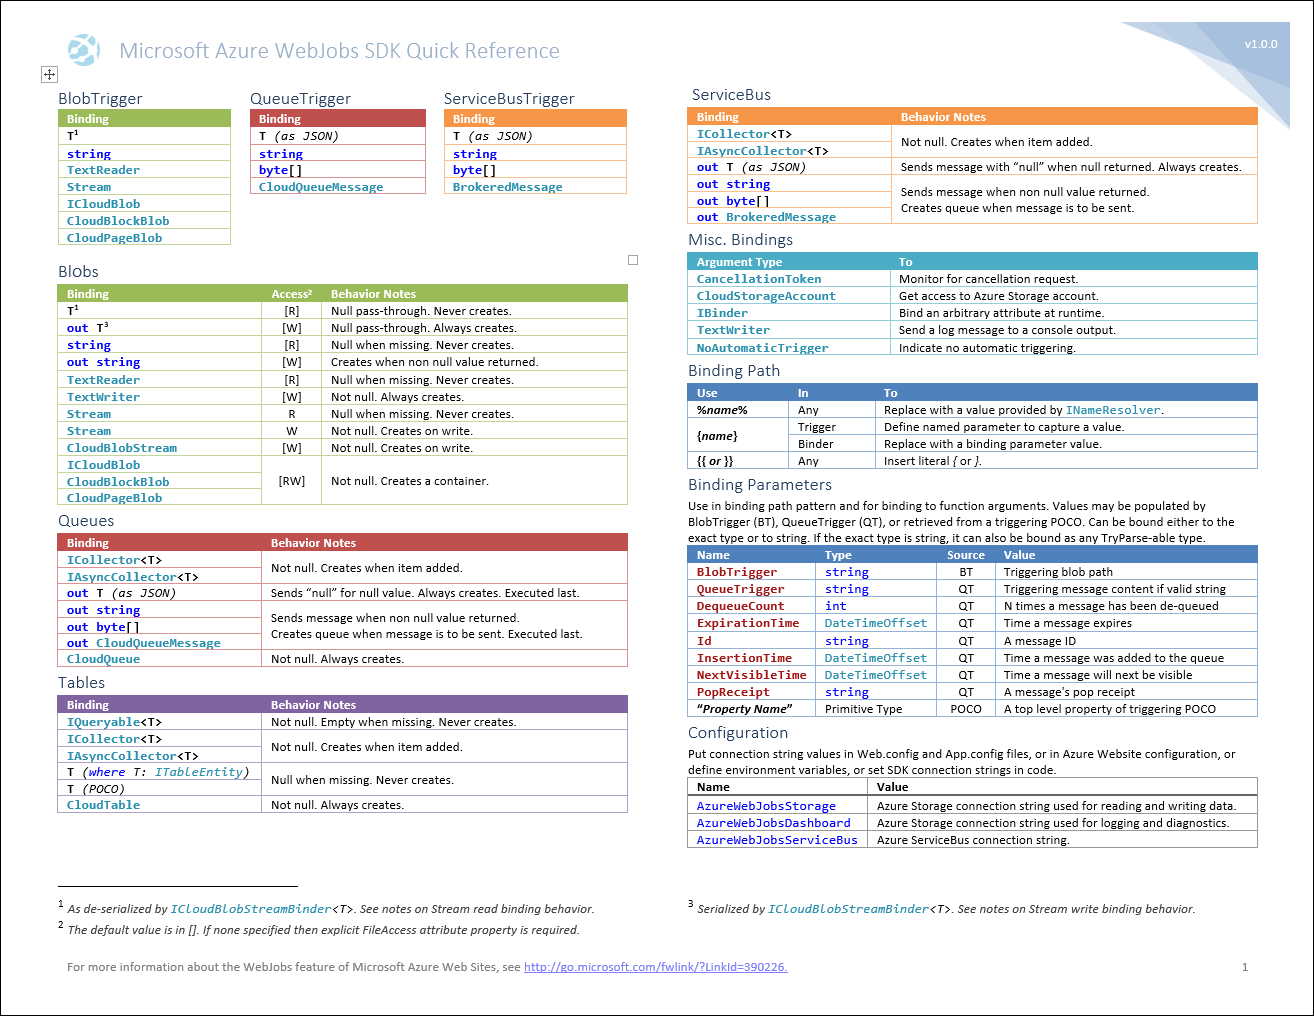 Microsoft Azure WebJobs SDK Quick Reference
v1.0.0
BlobTrigger
Binding
T¹
string
TextReader
Stream
ICloudBlob
CloudBlockBlob
CloudPageBlob
QueueTrigger
Binding
T (as JSON)
string
byte[]
CloudQueueMessage
ServiceBusTrigger
Binding
T (as JSON)
string
byte[]
BrokeredMessage
Blobs
Binding Access² Behavior Notes
T¹ [R] Null pass-through. Never creates.
out T³ [W] Null pass-through. Always creates.
string [R] Null when missing. Never creates.
out string [W] Creates when non null value returned.
TextReader [R] Null when missing. Never creates.
TextWriter [W] Not null. Always creates.
Stream R Null when missing. Never creates.
Stream W Not null. Creates on write.
CloudBlobStream [W] Not null. Creates on write.
ICloudBlob
CloudBlockBlob [RW] Not null. Creates a container.
CloudPageBlob
Queues
Binding Behavior Notes
ICollector<T>
Not null. Creates when item added.
IAsyncCollector<T>
out T (as JSON) Sends “null” for null value. Always creates. Executed last.
out string
Sends message when non null value returned.
out byte[]
Creates queue when message is to be sent. Executed last.
out CloudQueueMessage
CloudQueue Not null. Always creates.
Tables
Binding Behavior Notes
IQueryable<T> Not null. Empty when missing. Never creates.
ICollector<T>
Not null. Creates when item added.
IAsyncCollector<T>
T (where T: ITableEntity)
Null when missing. Never creates.
T (POCO)
CloudTable Not null. Always creates.
ServiceBus
Binding Behavior Notes
ICollector<T>
Not null. Creates when item added.
IAsyncCollector<T>
out T (as JSON) Sends message with “null” when null returned. Always creates.
out string
Sends message when non null value returned.
out byte[]
Creates queue when message is to be sent.
out BrokeredMessage
Misc. Bindings
Argument Type To
CancellationToken Monitor for cancellation request.
CloudStorageAccount Get access to Azure Storage account.
IBinder Bind an arbitrary attribute at runtime.
TextWriter Send a log message to a console output.
NoAutomaticTrigger Indicate no automatic triggering.
Binding Path
Use In To
%name% Any Replace with a value provided by INameResolver.
{name} Trigger Define named parameter to capture a value.
Binder Replace with a binding parameter value.
{{ or }} Any Insert literal { or }.
Binding Parameters
Use in binding path pattern and for binding to function arguments. Values may be populated by
BlobTrigger (BT), QueueTrigger (QT), or retrieved from a triggering POCO. Can be bound either to the
exact type or to string. If the exact type is string, it can also be bound as any TryParse-able type.
Name Type Source Value
BlobTrigger string BT Triggering blob path
QueueTrigger string QT Triggering message content if valid string
DequeueCount int QT N times a message has been de-queued
ExpirationTime DateTimeOffset QT Time a message expires
Id string QT A message ID
InsertionTime DateTimeOffset QT Time a message was added to the queue
NextVisibleTime DateTimeOffset QT Time a message will next be visible
PopReceipt string QT A message's pop receipt
“Property Name” Primitive Type POCO A top level property of triggering POCO
Configuration
Put connection string values in Web.config and App.config files, or in Azure Website configuration, or
define environment variables, or set SDK connection strings in code.
Name Value
AzureWebJobsStorage Azure Storage connection string used for reading and writing data.
AzureWebJobsDashboard Azure Storage connection string used for logging and diagnostics.
AzureWebJobsServiceBus Azure ServiceBus connection string.
¹ As de-serialized by ICloudBlobStreamBinder<T>. See notes on Stream read binding behavior.
² The default value is in []. If none specified then explicit FileAccess attribute property is required.
³ Serialized by ICloudBlobStreamBinder<T>. See notes on Stream write binding behavior.
For more information about the WebJobs feature of Microsoft Azure Web Sites, see http://go.microsoft.com/fwlink/?LinkId=390226.
1